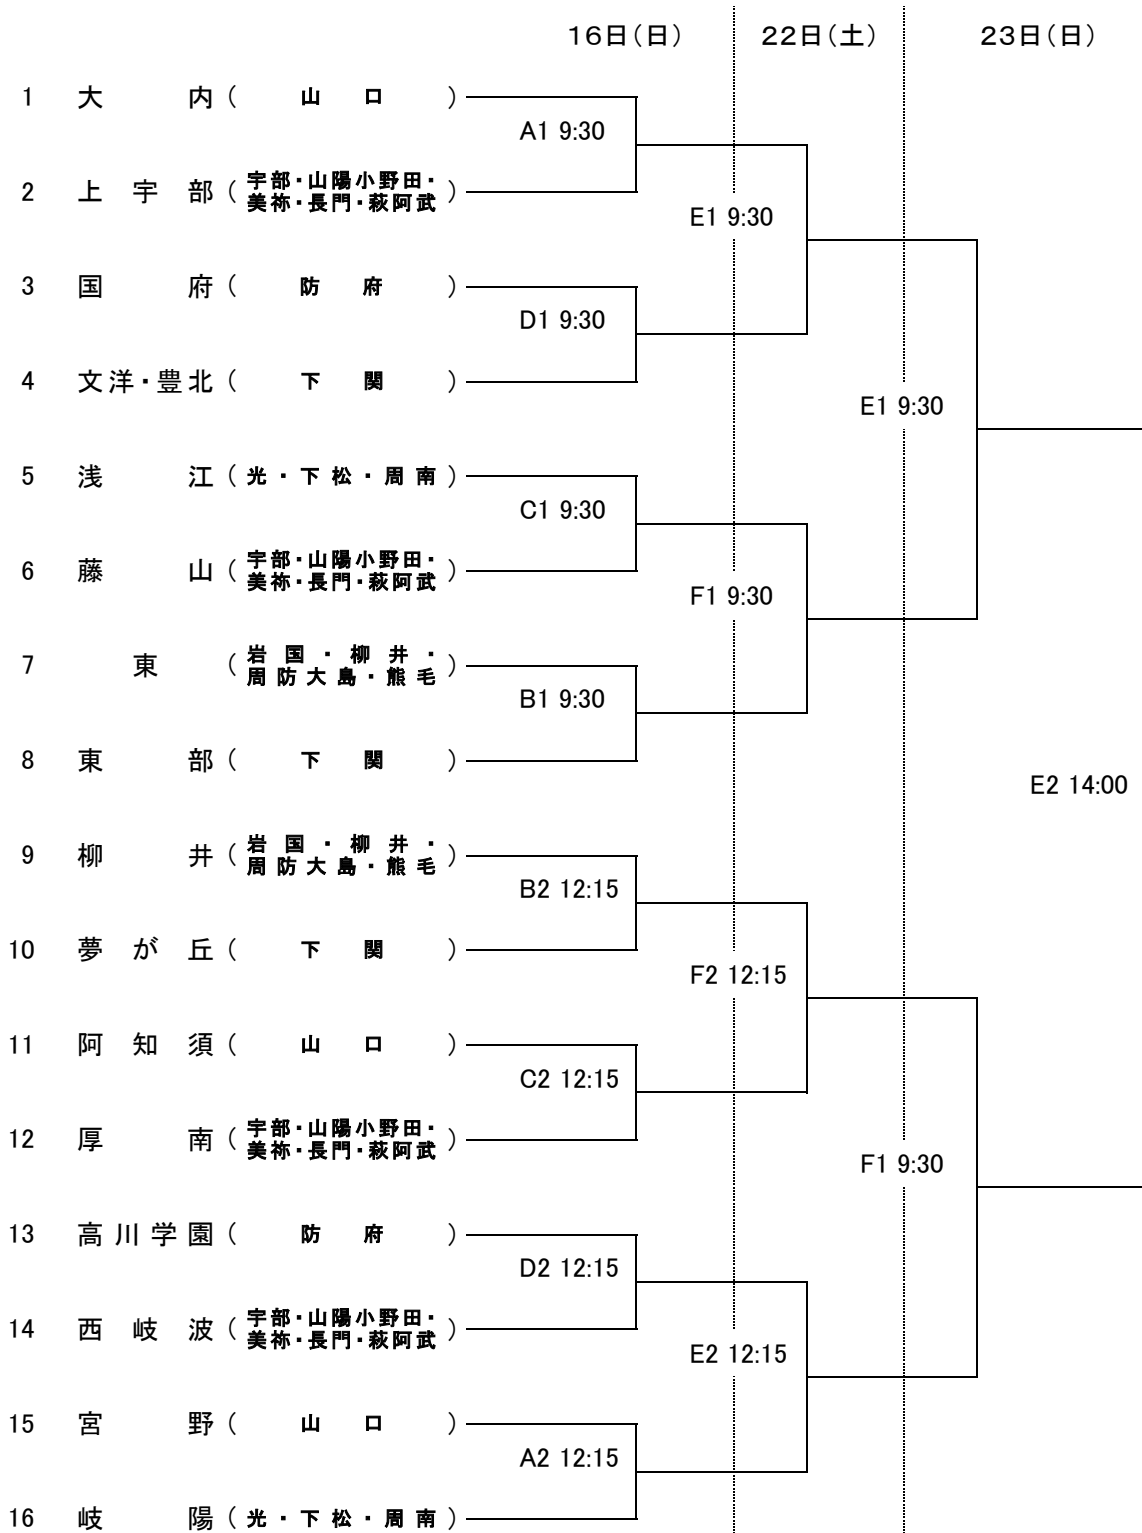 16日(日) 22日(土) 23日(日)
1 大 内 ( 山 口 )
A1 9:30
2 上 宇 部 ( 宇部・山陽小野田・
美祢・長門・萩阿武 )
E1 9:30
3 国 府 ( 防 府 )
D1 9:30
4 文洋・豊北 ( 下 関 )
E1 9:30
5 浅 江 ( 光・下松・周南 )
C1 9:30
6 藤 山 ( 宇部・山陽小野田・
美祢・長門・萩阿武 )
F1 9:30
7 東 ( 岩国・柳井・
周防大島・熊毛 )
B1 9:30
8 東 部 ( 下 関 )
E2 14:00
9 柳 井 ( 岩国・柳井・
周防大島・熊毛 )
B2 12:15
10 夢 が 丘 ( 下 関 )
F2 12:15
11 阿 知 須 ( 山 口 )
C2 12:15
12 厚 南 ( 宇部・山陽小野田・
美祢・長門・萩阿武 )
F1 9:30
13 高川学園 ( 防 府 )
D2 12:15
14 西 岐 波 ( 宇部・山陽小野田・
美祢・長門・萩阿武 )
E2 12:15
15 宮 野 ( 山 口 )
A2 12:15
16 岐 陽 ( 光・下松・周南 )